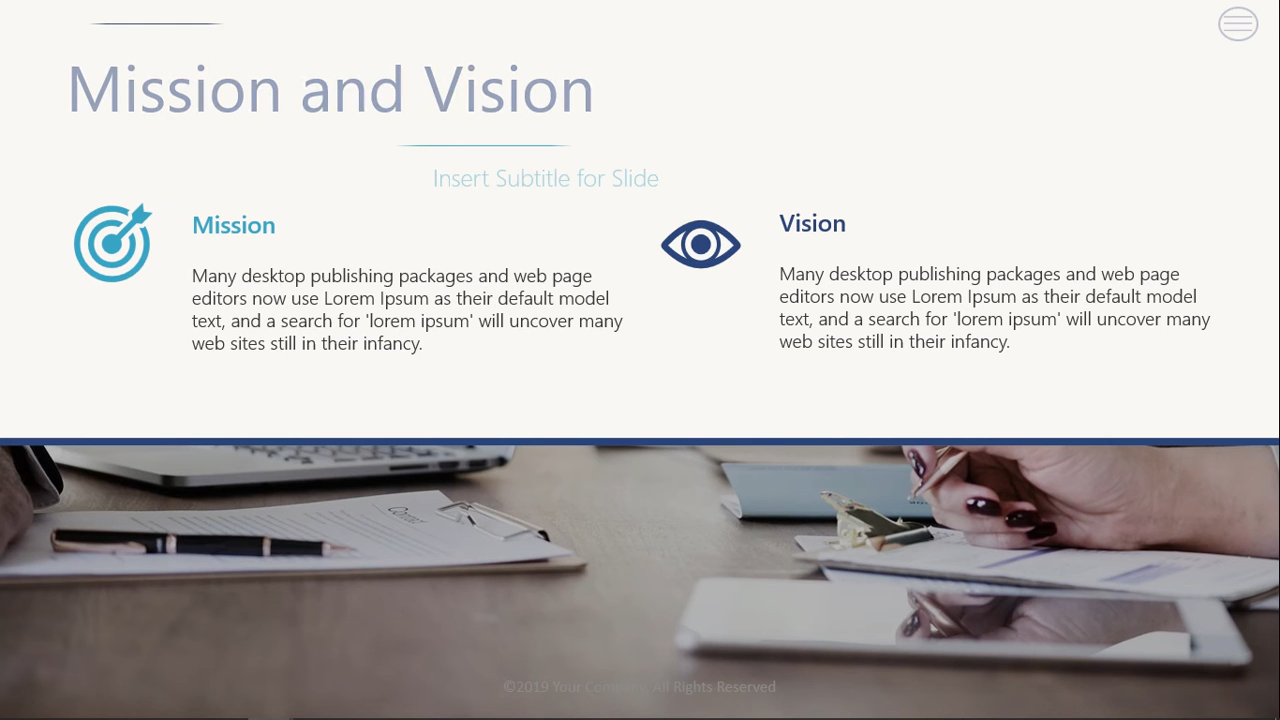 Mission and Vision
Insert Subtitle for Slide
Mission
Many desktop publishing packages and web page
editors now use Lorem Ipsum as their default model
text, and a search for 'lorem ipsum' will uncover many
web sites still in their infancy.
Vision
Many desktop publishing packages and web page
editors now use Lorem Ipsum as their default model
text, and a search for 'lorem ipsum' will uncover many
web sites still in their infancy.
Contract
©2019 Your Company. All Rights Reserved